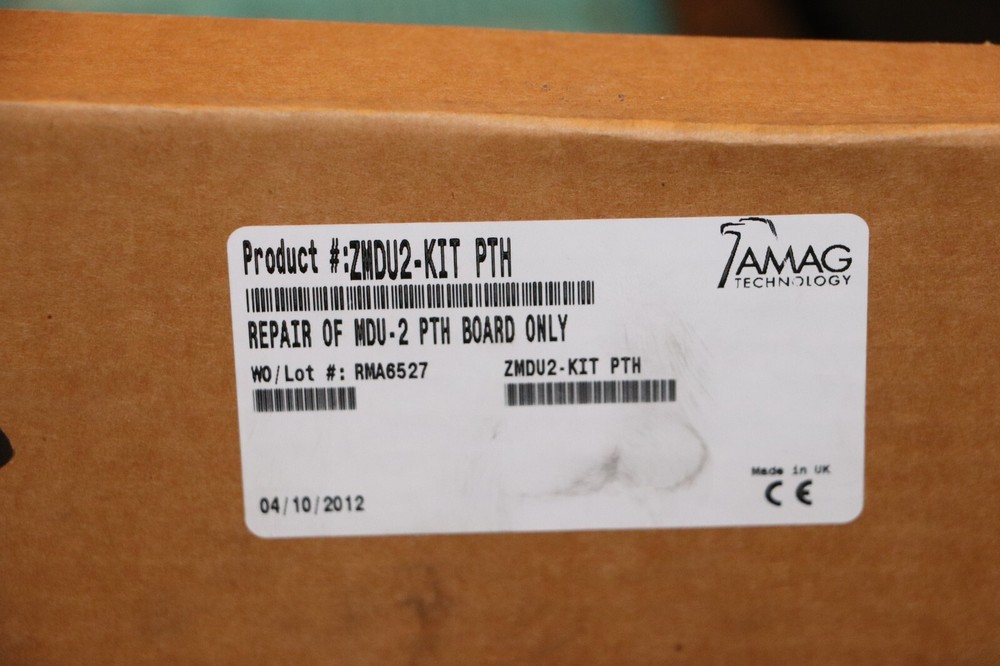 Product #:ZMDU2-KIT PTH
AMAG
TECHNOLOGY
REPAIR OF MDU-2 PTH BOARD ONLY
WO/Lot #: RMA6527
ZMDU2-KIT PTH
Made in UK
CE
04/10/2012